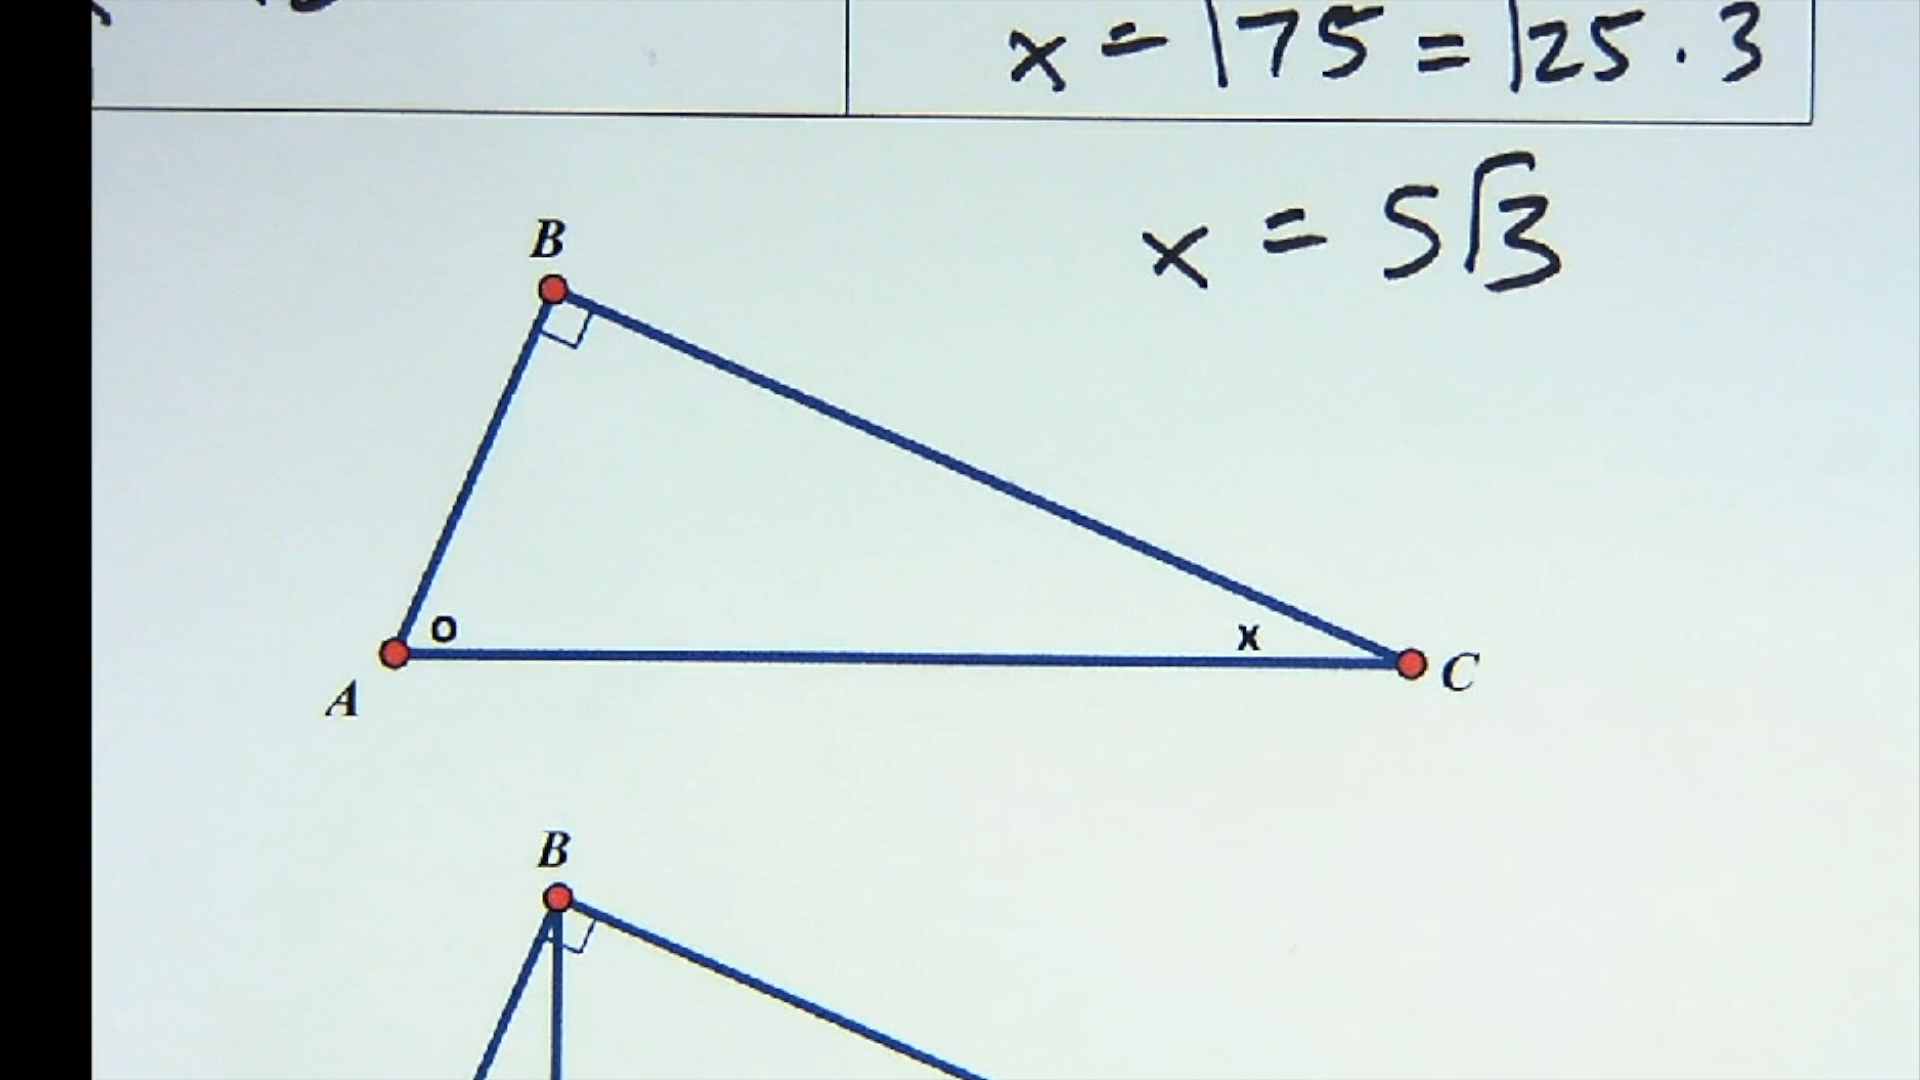 x = √75 = √25 · 3
x = 5√3
B
o
x
A
C
B